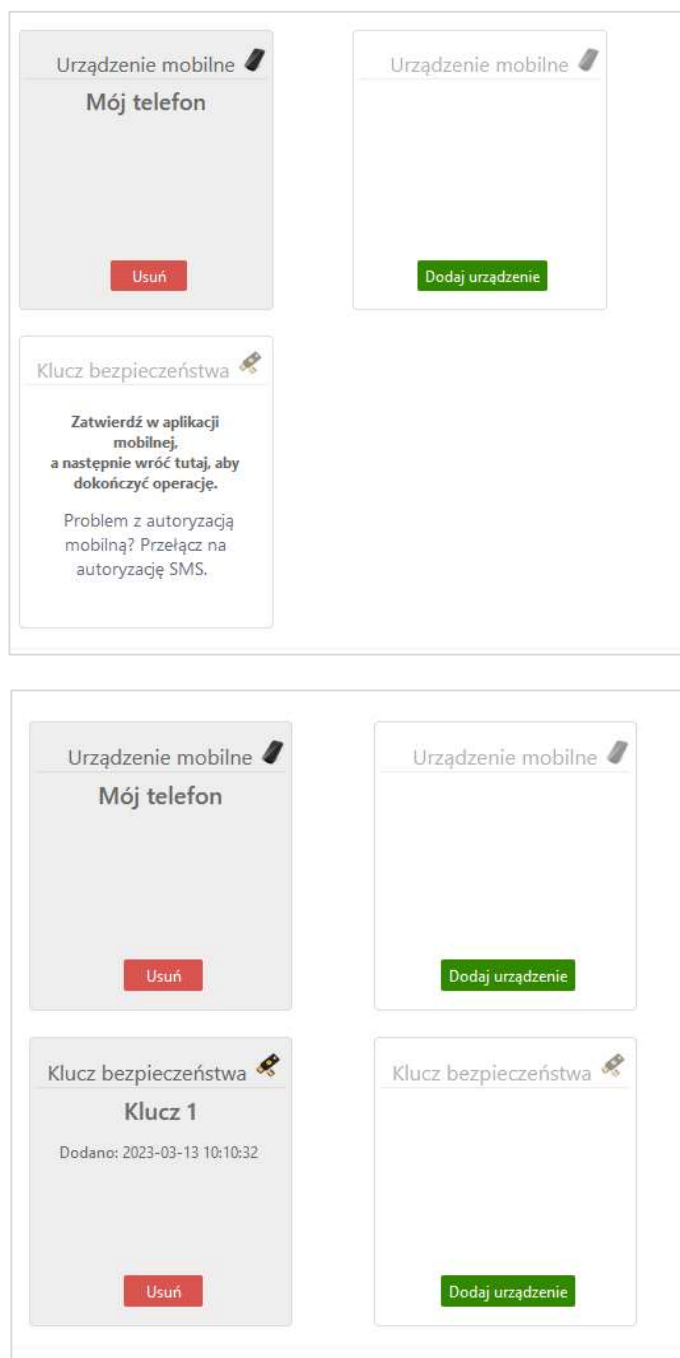 Urządzenie mobilne
Mój telefon
Usuń
Urządzenie mobilne
Dodaj urządzenie
Klucz bezpieczeństwa
Zatwierdź w aplikacji
mobilnej,
a następnie wróć tutaj, aby
dokończyć operację.
Problem z autoryzacją
mobilną? Przełącz na
autoryzację SMS.
Urządzenie mobilne
Mój telefon
Usuń
Urządzenie mobilne
Dodaj urządzenie
Klucz bezpieczeństwa
Klucz 1
Dodano: 2023-03-13 10:10:32
Usuń
Klucz bezpieczeństwa
Dodaj urządzenie